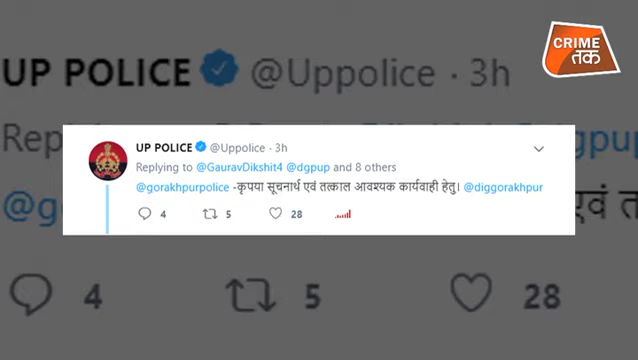 CRIME
तक
UP POLICE @Uppolice · 3h
UP POLICE @Uppolice · 3h
Replying to @GauravDikshit4 @dgpup and 8 others
@gorakhpurpolice -कृपया सूचनार्थ एवं तत्काल आवश्यक कार्यवाही हेतु। @diggorakhpur
4 5 28
4 5 28